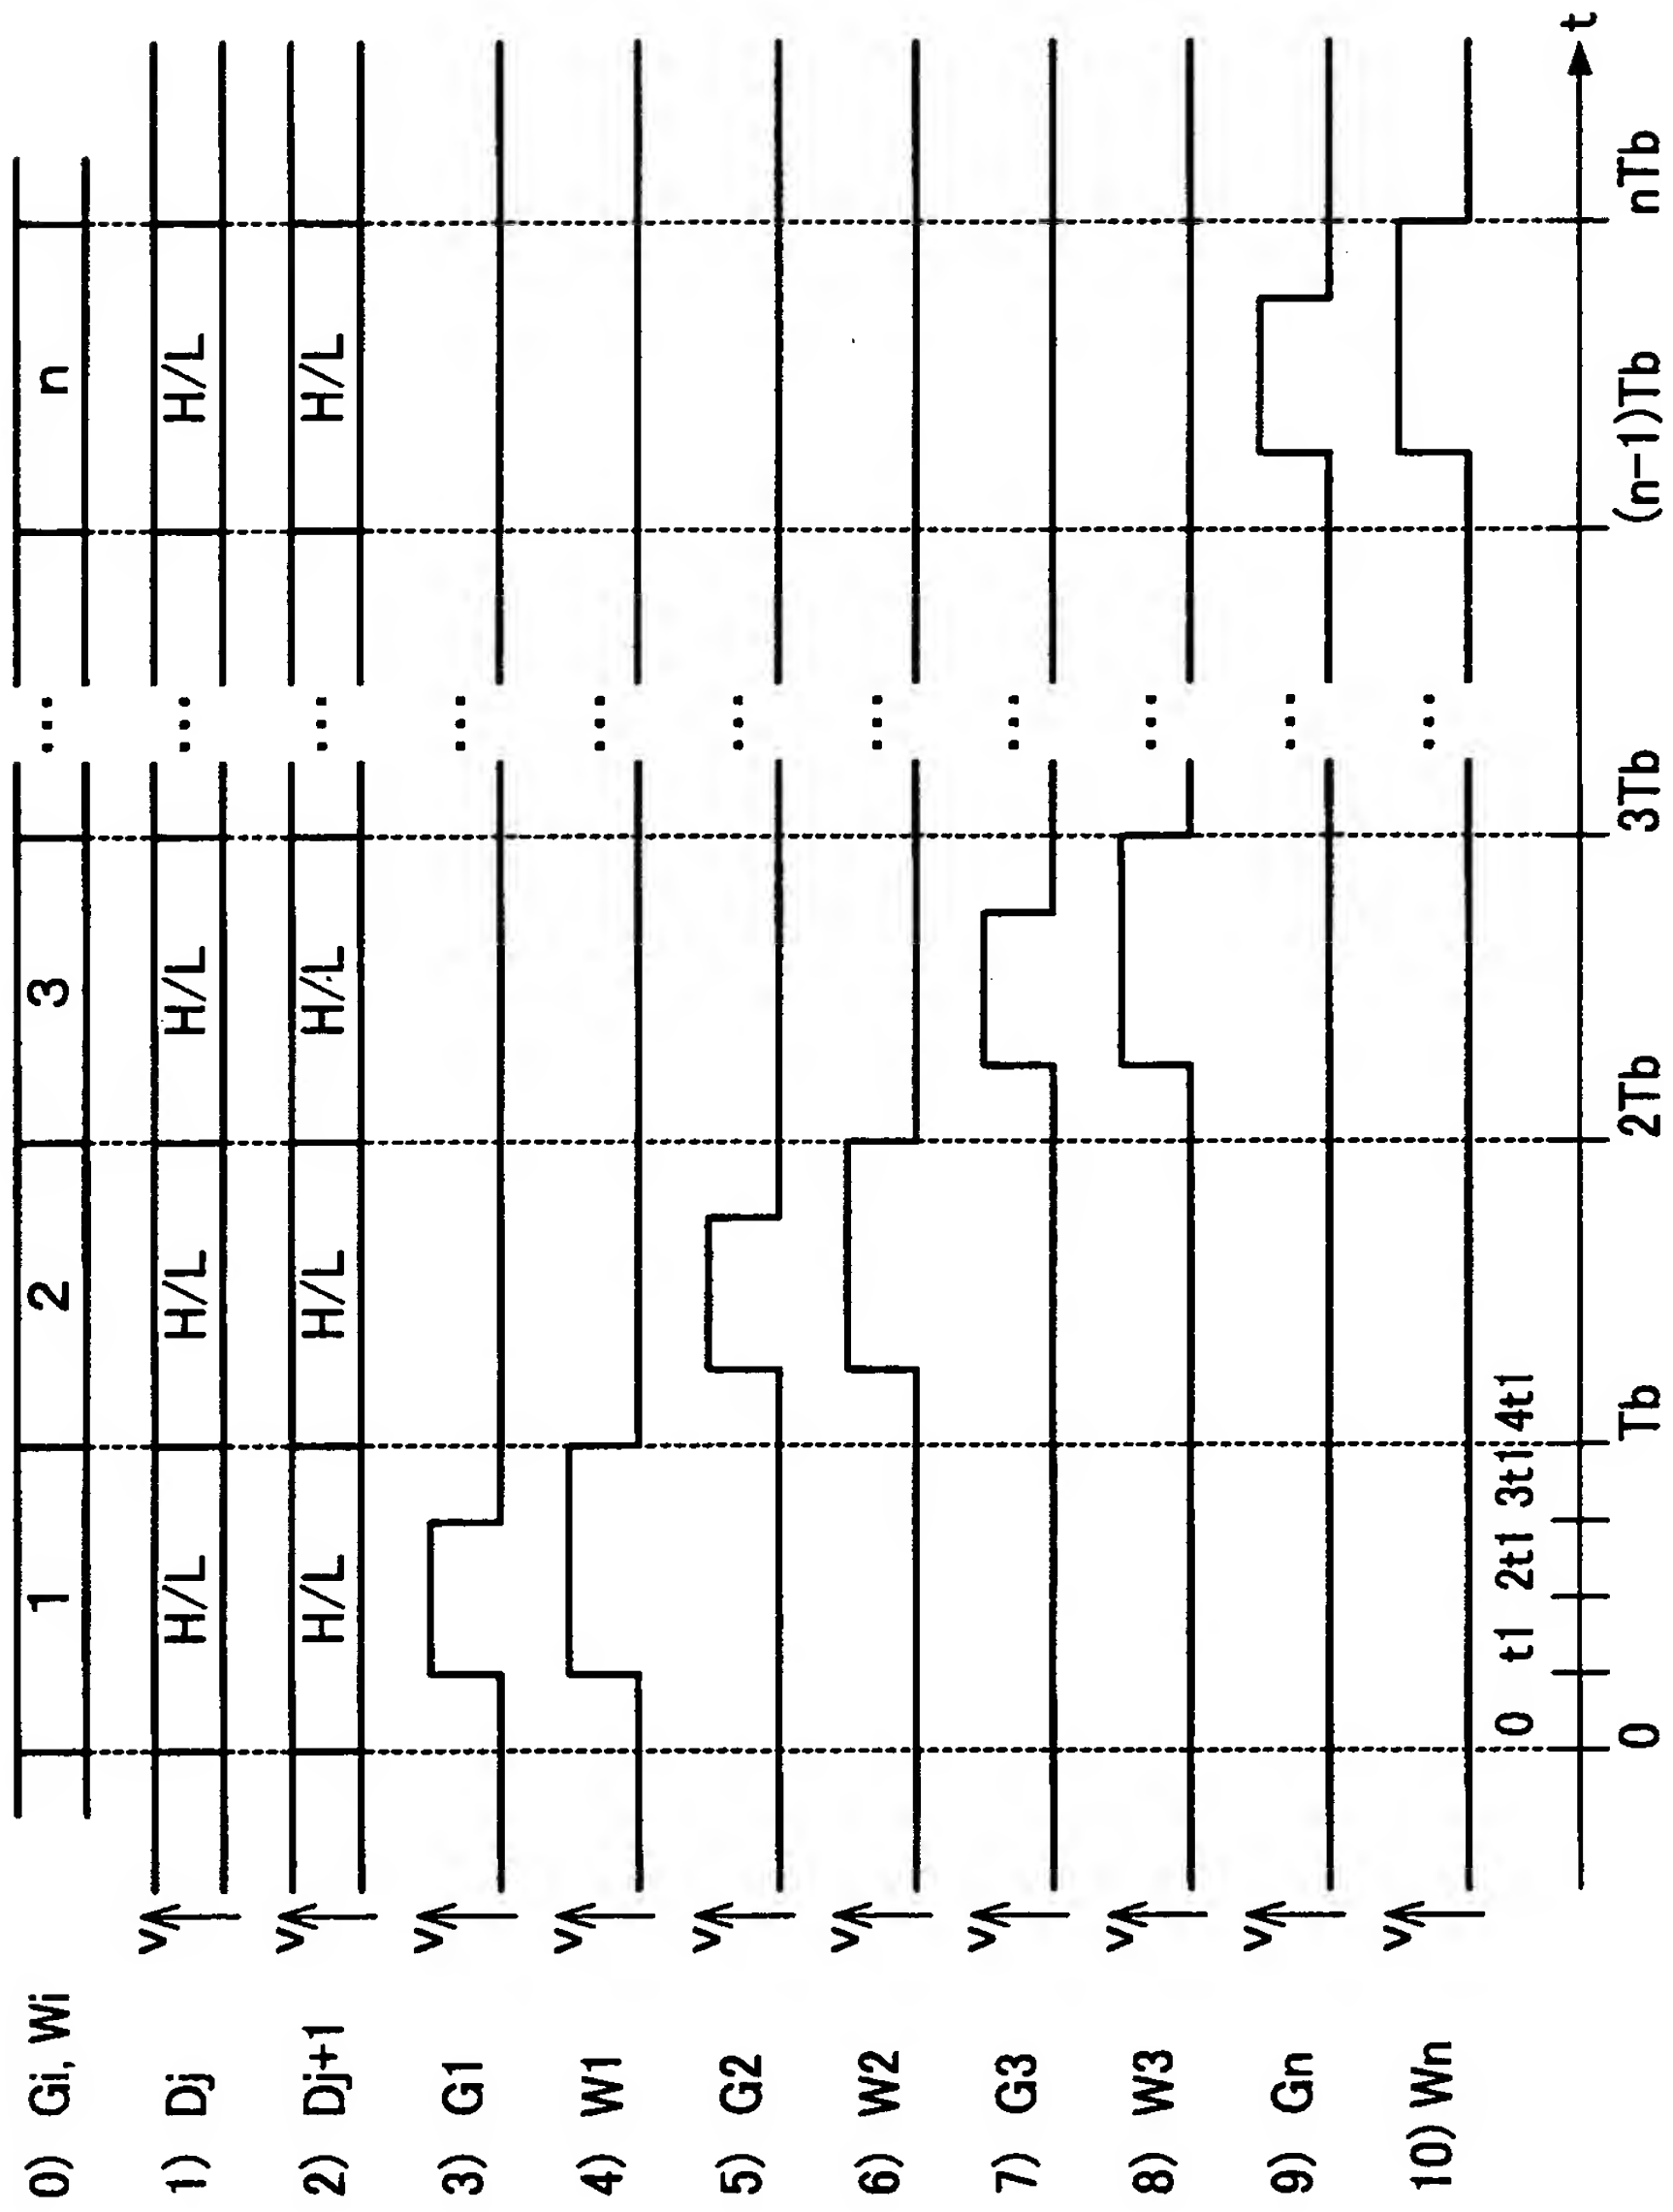 0) Gi, Wi 1 2 3 ... n
1) Dj V H/L H/L H/L ... H/L
2) Dj+1 V H/L H/L H/L ... H/L
3) G1 V ...
4) W1 V ...
5) G2 V ...
6) W2 V ...
7) G3 V ...
8) W3 V ...
9) Gn V ...
10) Wn V ...
0 t1 2t1 3t1 4t1
t
0 Tb 2Tb 3Tb (n-1)Tb nTb